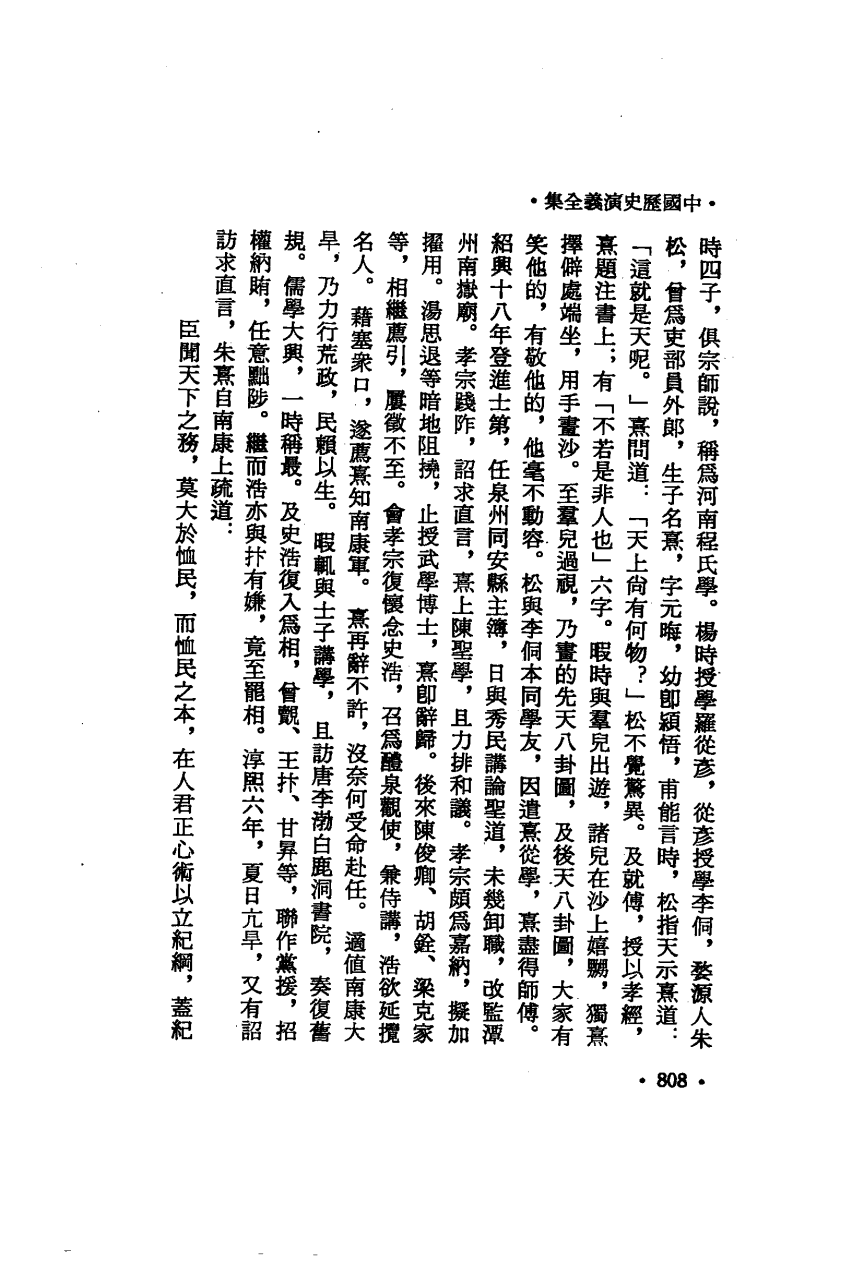 •中國歷史演義全集•
時四子，俱宗師說，稱爲河南程氏學。楊時授學羅從彥，從彥授學李侗，婺源人朱
松，曾爲吏部員外郎，生子名熹，字元晦，幼卽穎悟，甫能言時，松指天示熹道：
「這就是天呢。」熹問道：「天上尙有何物？」松不覺驚異。及就傅，授以孝經，
熹題注書上；有「不若是非人也」六字。暇時與羣兒出遊，諸兒在沙上嬉嬲，獨熹
擇僻處端坐，用手畫沙。至羣兒過視，乃畫的先天八卦圖，及後天八卦圖，大家有
笑他的，有敬他的，他毫不動容。松與李侗本同學友，因遣熹從學，熹盡得師傅。
紹興十八年登進士第，任泉州同安縣主簿，日與秀民講論聖道，未幾卸職，改監潭
州南嶽廟。孝宗踐阼，詔求直言，熹上陳聖學，且力排和議。孝宗頗爲嘉納，擬加
擢用。湯思退等暗地阻撓，止授武學博士，熹卽辭歸。後來陳俊卿、胡銓、梁克家
等，相繼薦引，屢徵不至。會孝宗復懷念史浩，召爲醴泉觀使，兼侍講，浩欲延攬
名人。藉塞衆口，遂薦熹知南康軍。熹再辭不許，沒奈何受命赴任。適値南康大
旱，乃力行荒政，民賴以生。暇輒與士子講學，且訪唐李渤白鹿洞書院，奏復舊
規。儒學大興，一時稱最。及史浩復入爲相，曾覿、王抃、甘昇等，聯作黨援，招
權納賄，任意黜陟。繼而浩亦與抃有嫌，竟至罷相。淳熙六年，夏日亢旱，又有詔
訪求直言，朱熹自南康上疏道：
臣聞天下之務，莫大於恤民，而恤民之本，在人君正心術以立紀綱，蓋紀
•808•